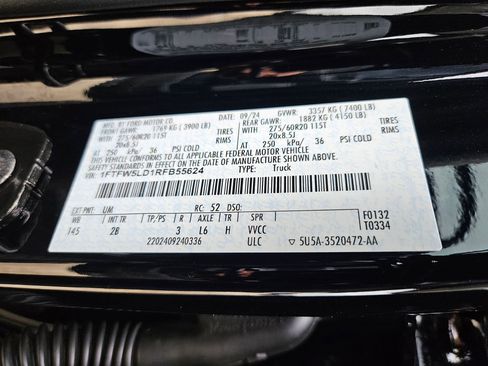 MFG. BY FORD MOTOR CO. 09/24 GVWR: 3357 KG (7400 LB)
FRONT GAWR: 1769 KG (3900 LB) REAR GAWR: 1882 KG (4150 LB)
WITH 275/60R20 115T TIRES WITH 275/60R20 115T TIRES
20x8.5J RIMS 20x8.5J RIMS
AT 250 kPa/ 36 PSI COLD AT 250 kPa/ 36 PSI COLD
THIS VEHICLE CONFORMS TO ALL APPLICABLE FEDERAL MOTOR VEHICLE
SAFETY STANDARDS IN EFFECT ON THE DATE OF MANUFACTURE SHOWN ABOVE.
VIN: 1FTFW5LD1RFB55624 TYPE: Truck
EXT PNT: UM RC: 52 DSO: F0132
WB INT TR TP/PS R AXLE TR SPR T0334
145 2B 3 L6 H VVCC
2202409240336 ULC 5U5A-3520472-AA